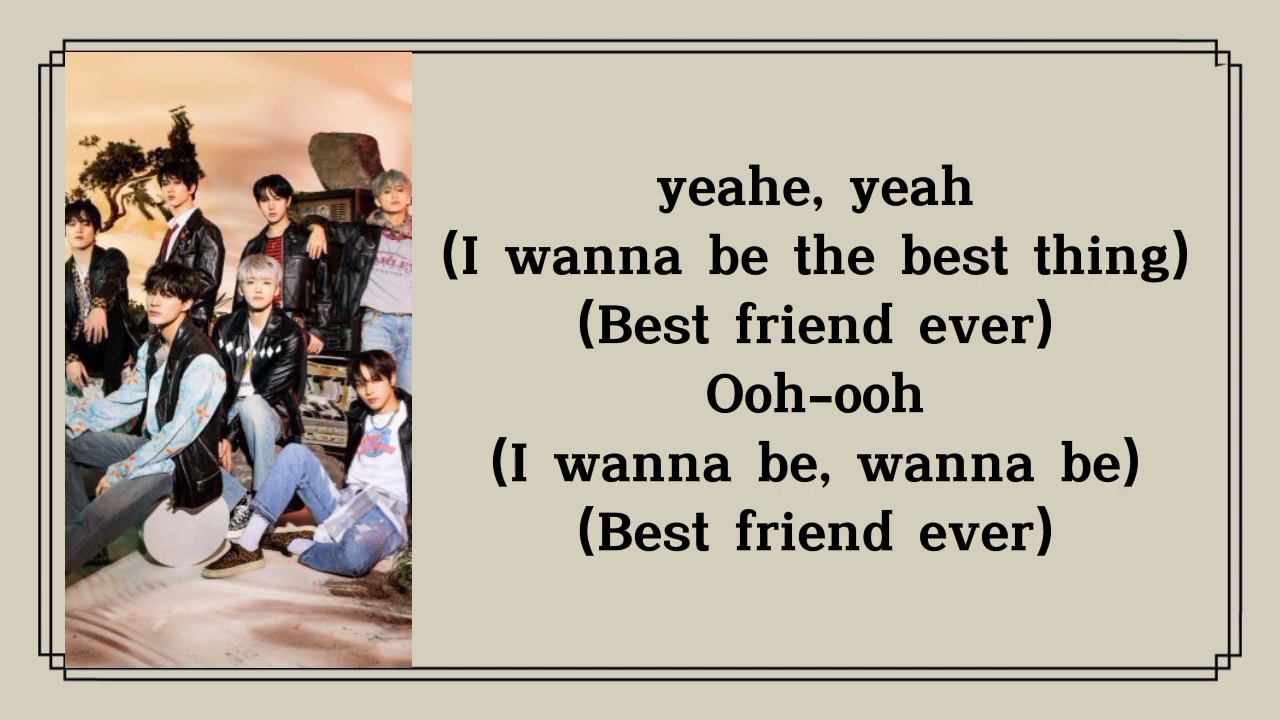 yeahe, yeah
(I wanna be the best thing)
(Best friend ever)
Ooh-ooh
(I wanna be, wanna be)
(Best friend ever)